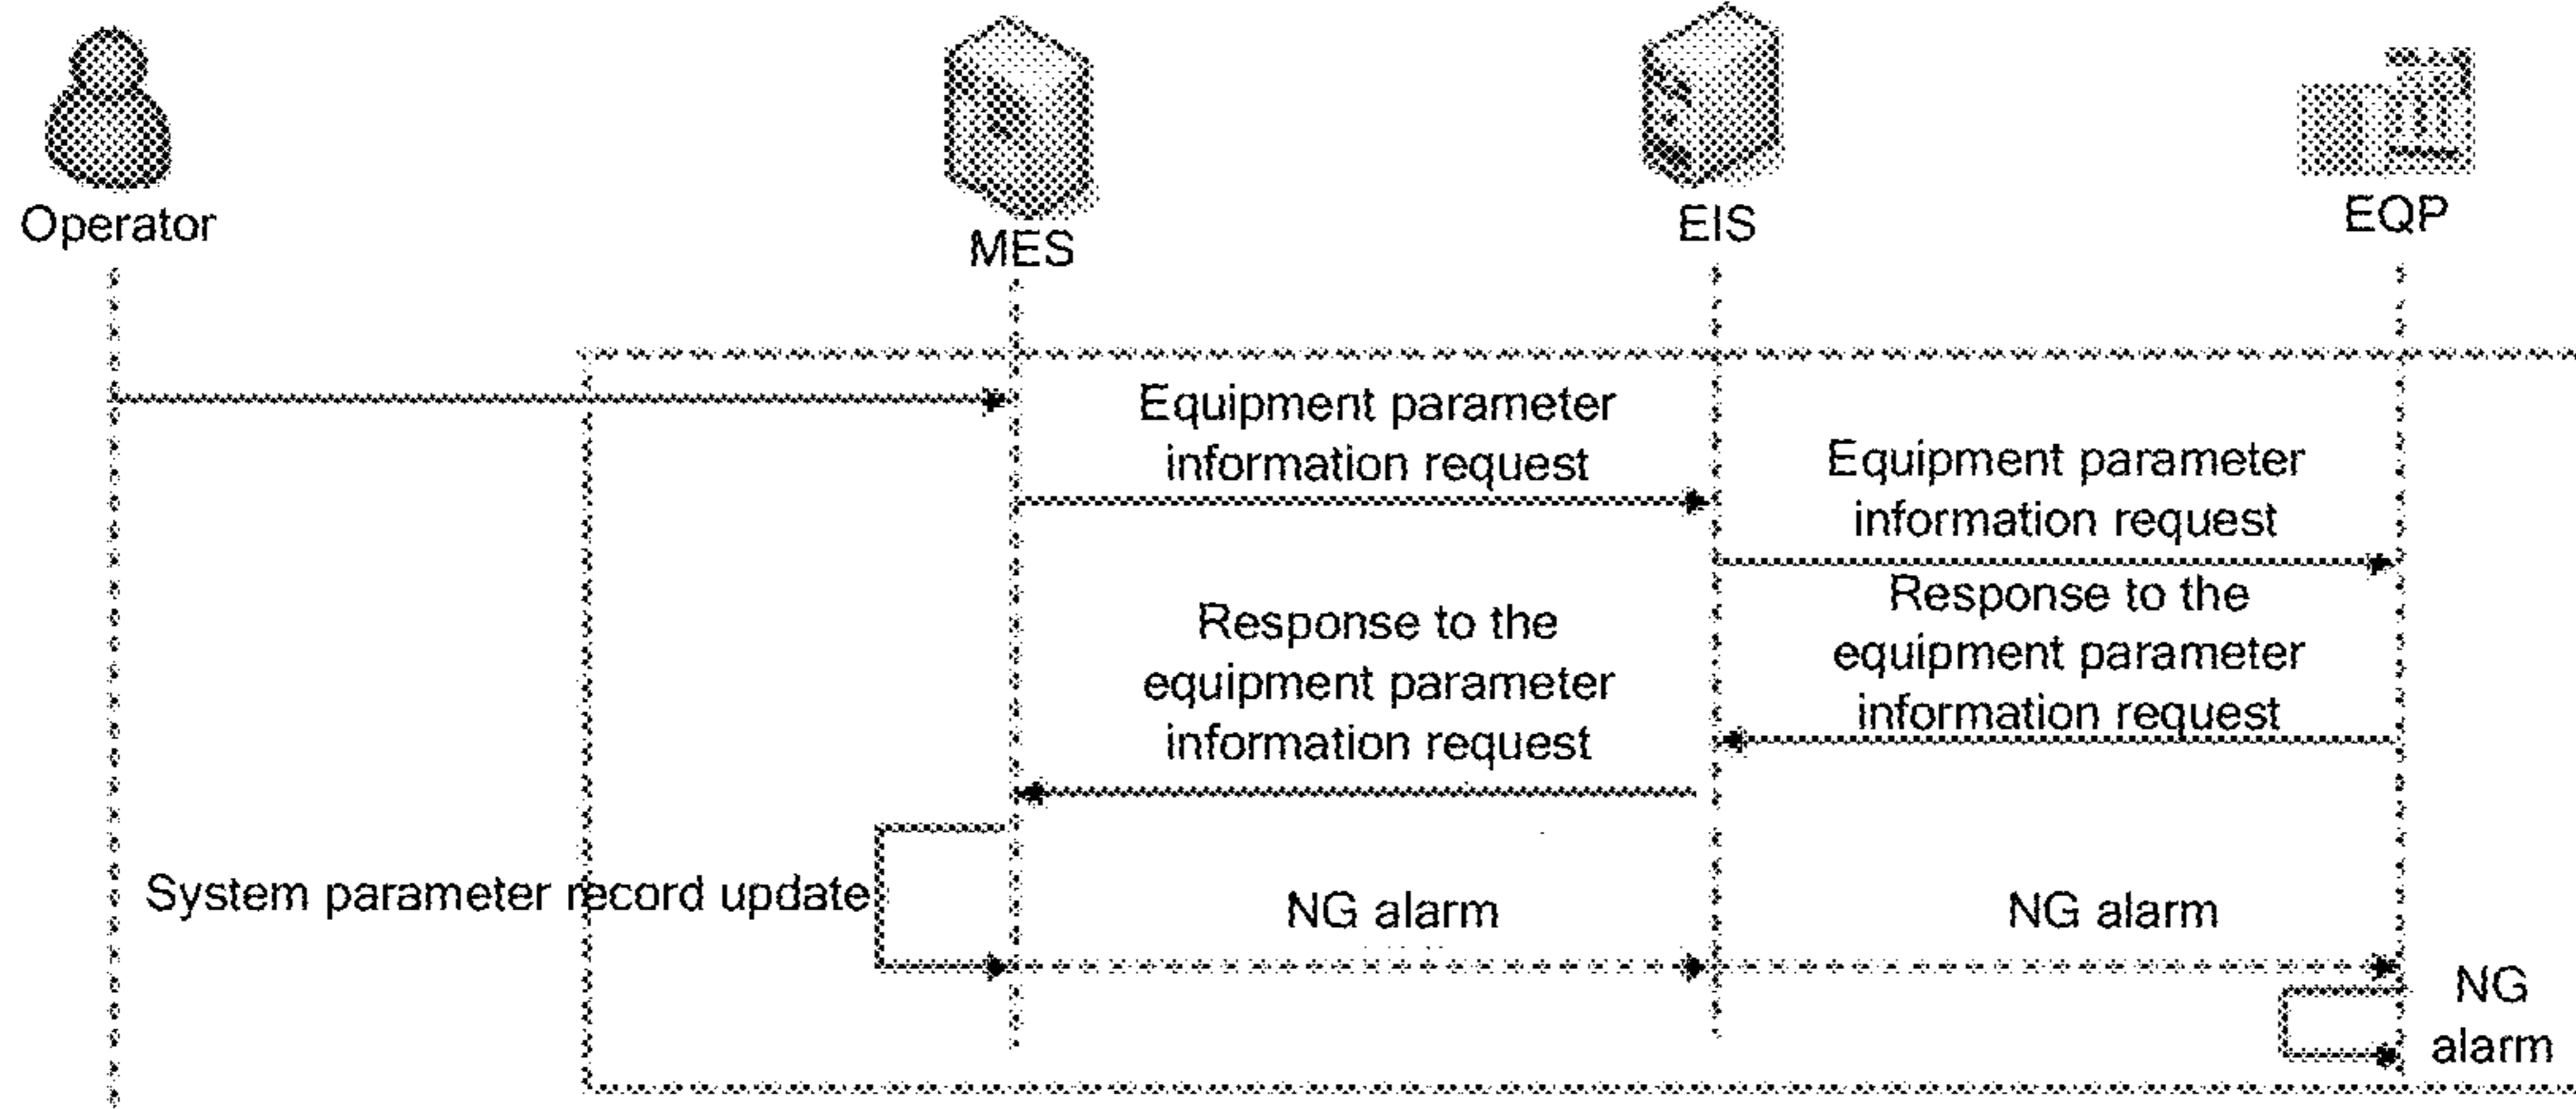 Operator
MES
EIS
EQP
Equipment parameter
information request
Equipment parameter
information request
Response to the
equipment parameter
information request
Response to the
equipment parameter
information request
System parameter record update
NG alarm
NG alarm
NG
alarm